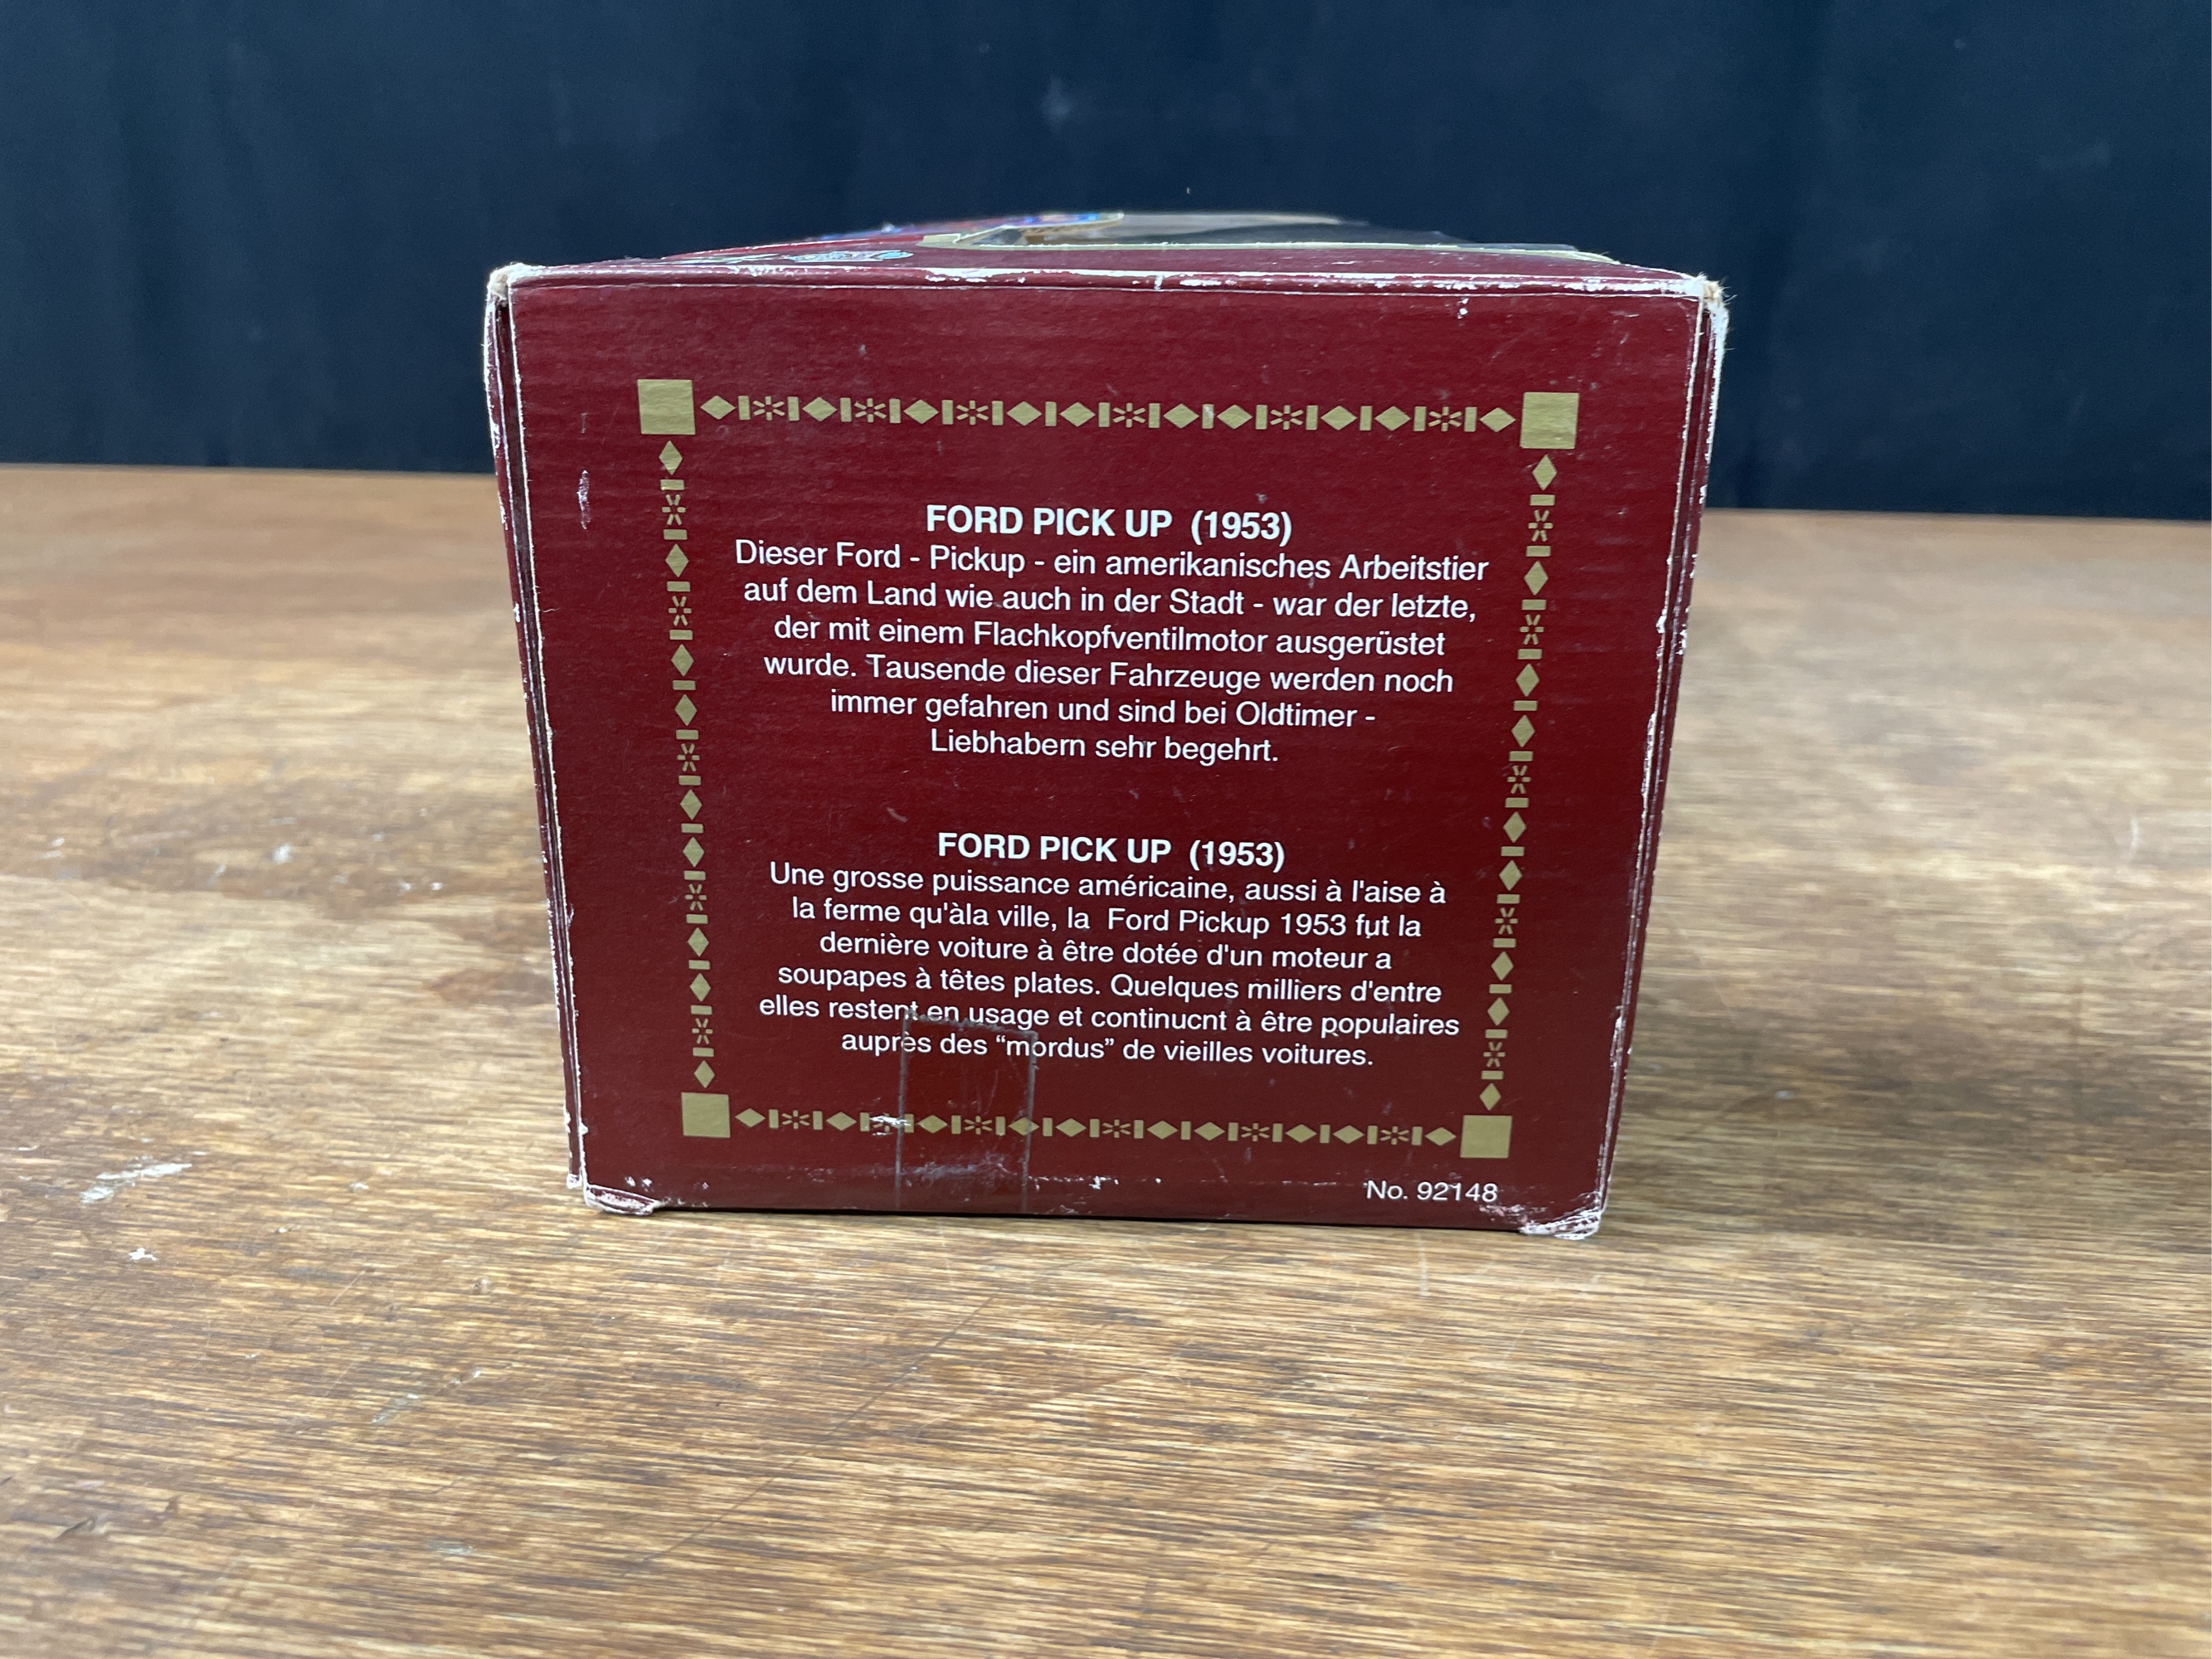 FORD PICK UP (1953)
Dieser Ford - Pickup - ein amerikanisches Arbeitstier
auf dem Land wie auch in der Stadt - war der letzte,
der mit einem Flachkopfventilmotor ausgerüstet
wurde. Tausende dieser Fahrzeuge werden noch
immer gefahren und sind bei Oldtimer -
Liebhabern sehr begehrt.
FORD PICK UP (1953)
Une grosse puissance américaine, aussi à l'aise à
la ferme qu'àla ville, la Ford Pickup 1953 fut la
dernière voiture à être dotée d'un moteur a
soupapes à têtes plates. Quelques milliers d'entre
elles restent en usage et continucnt à être populaires
auprès des “mordus” de vieilles voitures.
No. 92148